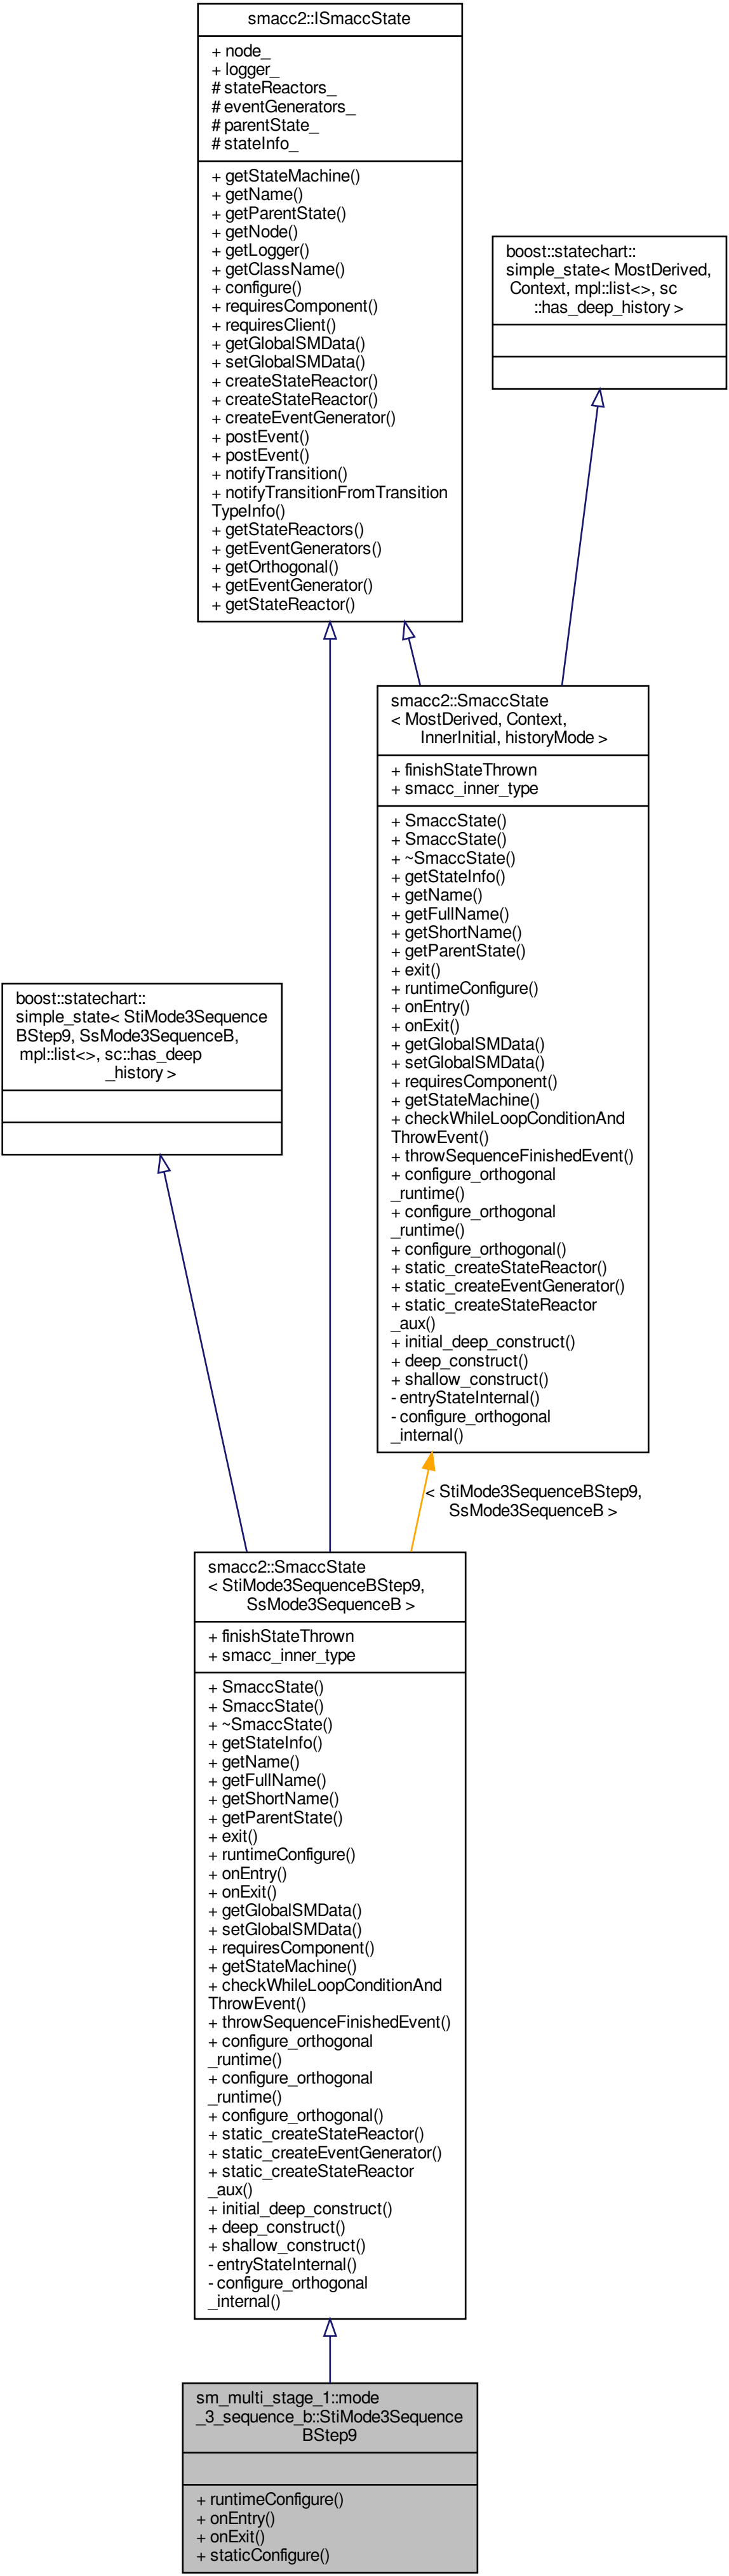 smacc2::ISmaccState
+ node_
+ logger_
# stateReactors_
# eventGenerators_
# parentState_
# stateInfo_
+ getStateMachine()
+ getName()
+ getParentState()
+ getNode()
+ getLogger()
+ getClassName()
+ configure()
+ requiresComponent()
+ requiresClient()
+ getGlobalSMData()
+ setGlobalSMData()
+ createStateReactor()
+ createStateReactor()
+ createEventGenerator()
+ postEvent()
+ postEvent()
+ notifyTransition()
+ notifyTransitionFromTransition
TypeInfo()
+ getStateReactors()
+ getEventGenerators()
+ getOrthogonal()
+ getEventGenerator()
+ getStateReactor()
boost::statechart::
simple_state< MostDerived,
Context, mpl::list<>, sc
::has_deep_history >
smacc2::SmaccState
< MostDerived, Context,
InnerInitial, historyMode >
+ finishStateThrown
+ smacc_inner_type
+ SmaccState()
+ SmaccState()
+ ~SmaccState()
+ getStateInfo()
+ getName()
+ getFullName()
+ getShortName()
+ getParentState()
+ exit()
+ runtimeConfigure()
+ onEntry()
+ onExit()
+ getGlobalSMData()
+ setGlobalSMData()
+ requiresComponent()
+ getStateMachine()
+ checkWhileLoopConditionAnd
ThrowEvent()
+ throwSequenceFinishedEvent()
+ configure_orthogonal
_runtime()
+ configure_orthogonal
_runtime()
+ configure_orthogonal()
+ static_createStateReactor()
+ static_createEventGenerator()
+ static_createStateReactor
_aux()
+ initial_deep_construct()
+ deep_construct()
+ shallow_construct()
- entryStateInternal()
- configure_orthogonal
_internal()
boost::statechart::
simple_state< StiMode3Sequence
BStep9, SsMode3SequenceB,
mpl::list<>, sc::has_deep
_history >
< StiMode3SequenceBStep9,
SsMode3SequenceB >
smacc2::SmaccState
< StiMode3SequenceBStep9,
SsMode3SequenceB >
+ finishStateThrown
+ smacc_inner_type
+ SmaccState()
+ SmaccState()
+ ~SmaccState()
+ getStateInfo()
+ getName()
+ getFullName()
+ getShortName()
+ getParentState()
+ exit()
+ runtimeConfigure()
+ onEntry()
+ onExit()
+ getGlobalSMData()
+ setGlobalSMData()
+ requiresComponent()
+ getStateMachine()
+ checkWhileLoopConditionAnd
ThrowEvent()
+ throwSequenceFinishedEvent()
+ configure_orthogonal
_runtime()
+ configure_orthogonal
_runtime()
+ configure_orthogonal()
+ static_createStateReactor()
+ static_createEventGenerator()
+ static_createStateReactor
_aux()
+ initial_deep_construct()
+ deep_construct()
+ shallow_construct()
- entryStateInternal()
- configure_orthogonal
_internal()
sm_multi_stage_1::mode
_3_sequence_b::StiMode3Sequence
BStep9
+ runtimeConfigure()
+ onEntry()
+ onExit()
+ staticConfigure()